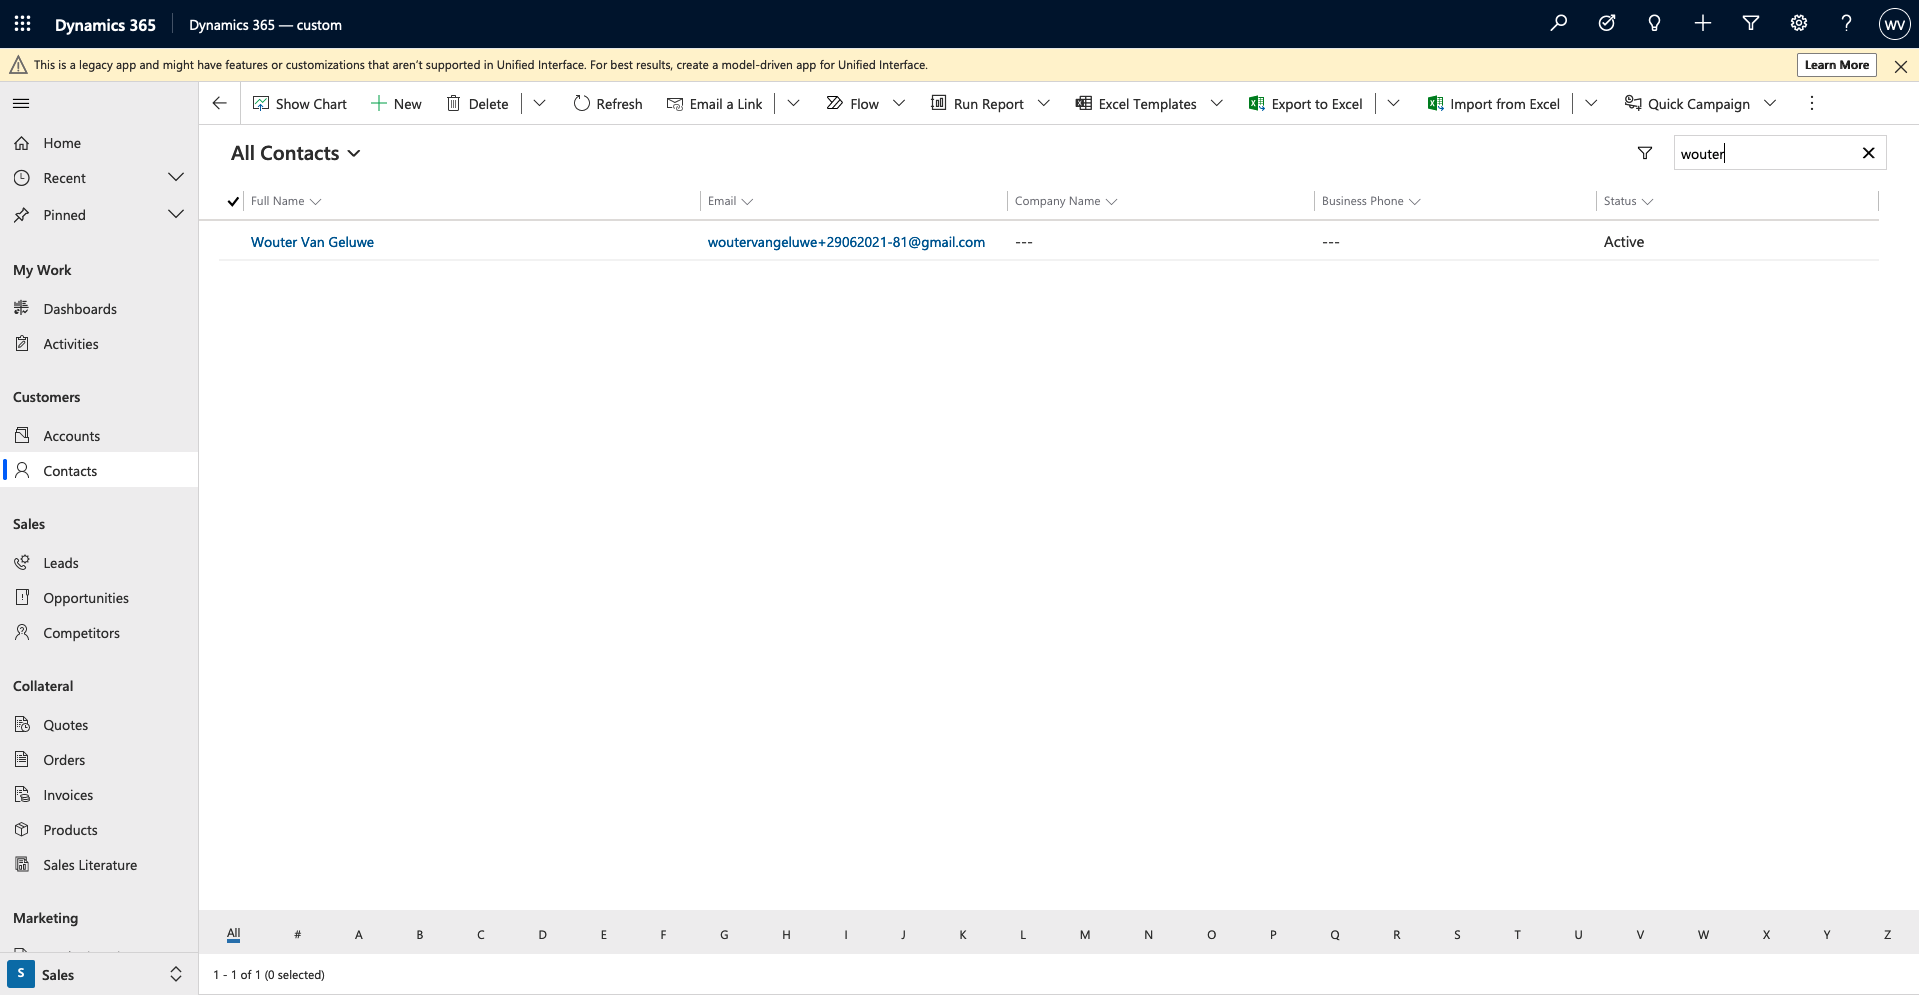 Dynamics 365
Dynamics 365 — custom
WV
This is a legacy app and might have features or customizations that aren't supported in Unified Interface. For best results, create a model-driven app for Unified Interface.
Learn More
Show Chart
New
Delete
Refresh
Email a Link
Flow
Run Report
Excel Templates
Export to Excel
Import from Excel
Quick Campaign
Home
Recent
Pinned
My Work
Dashboards
Activities
Customers
Accounts
Contacts
Sales
Leads
Opportunities
Competitors
Collateral
Quotes
Orders
Invoices
Products
Sales Literature
Marketing
S Sales
All Contacts
wouter
Full Name
Email
Company Name
Business Phone
Status
Wouter Van Geluwe
woutervangeluwe+29062021-81@gmail.com
---
---
Active
All # A B C D E F G H I J K L M N O P Q R S T U V W X Y Z
1 - 1 of 1 (0 selected)